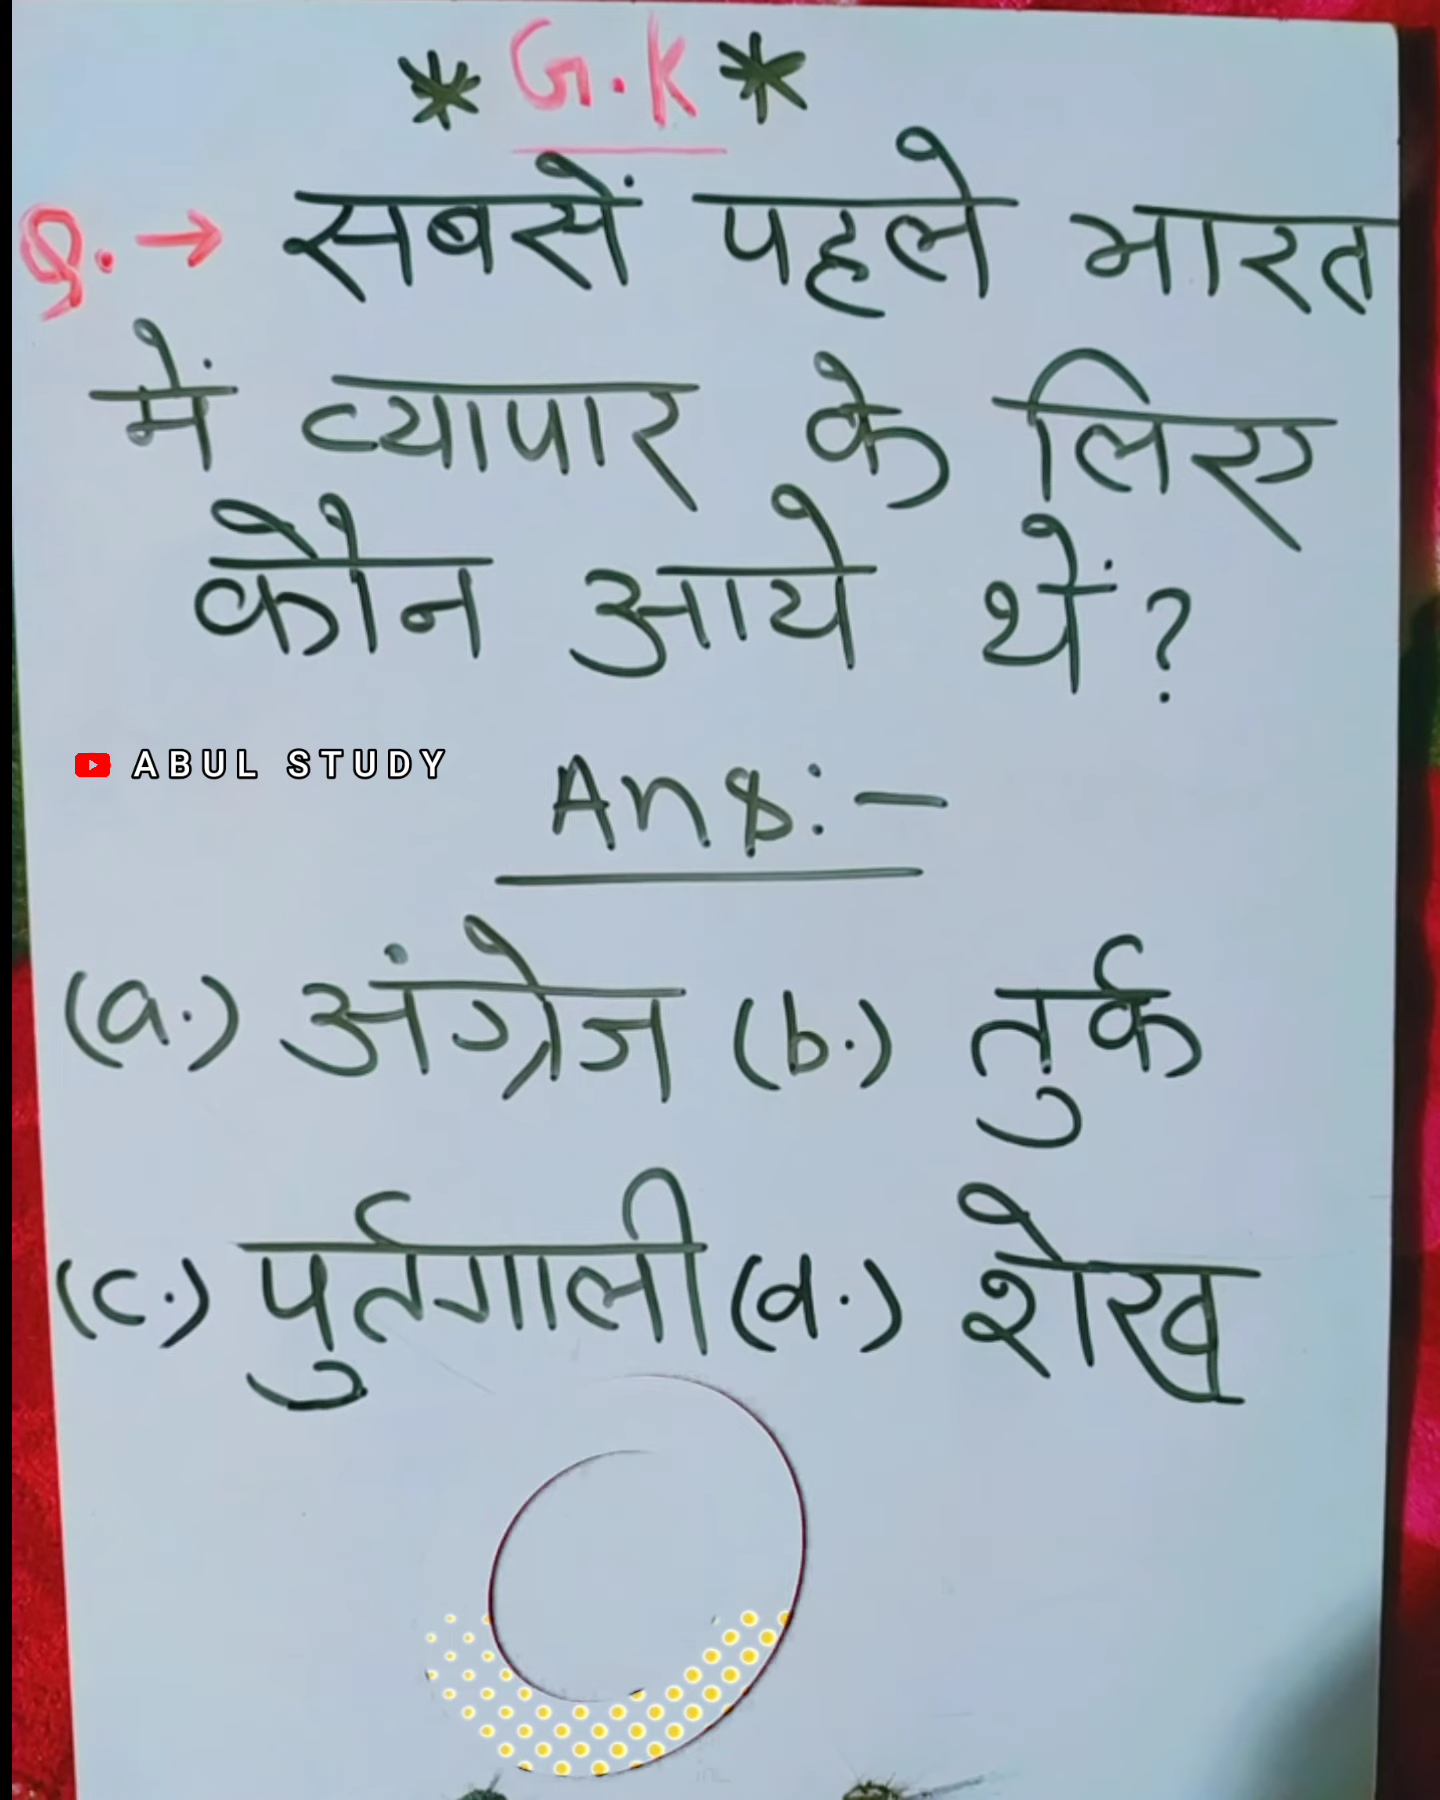 * G.K *
Q.→ सबसें पहले भारत
में व्यापार के लिए
कौन आये थें?
ABUL STUDY
Ans:-
(a.) अंग्रेज (b.) तुर्क
(c.) पुर्तगाली (d.) शेख